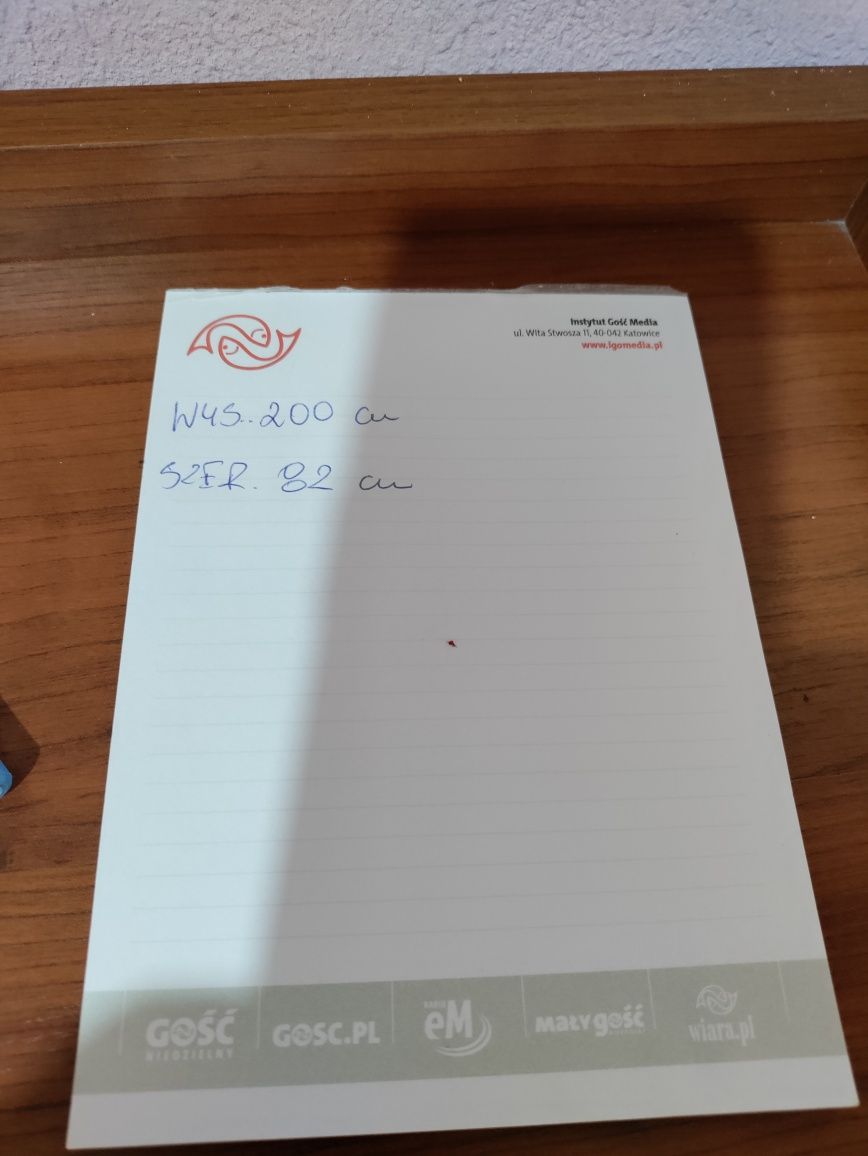 Instytut Gość Media
ul. Wita Stwosza 11, 40-042 Katowice
www.igomedia.pl
WYS. 200 cm
SZER. 82 cm
GOŚĆ
NIEDZIELNY
GOSC.PL
RADIO
eM
MAŁY GOŚĆ
wiara.pl